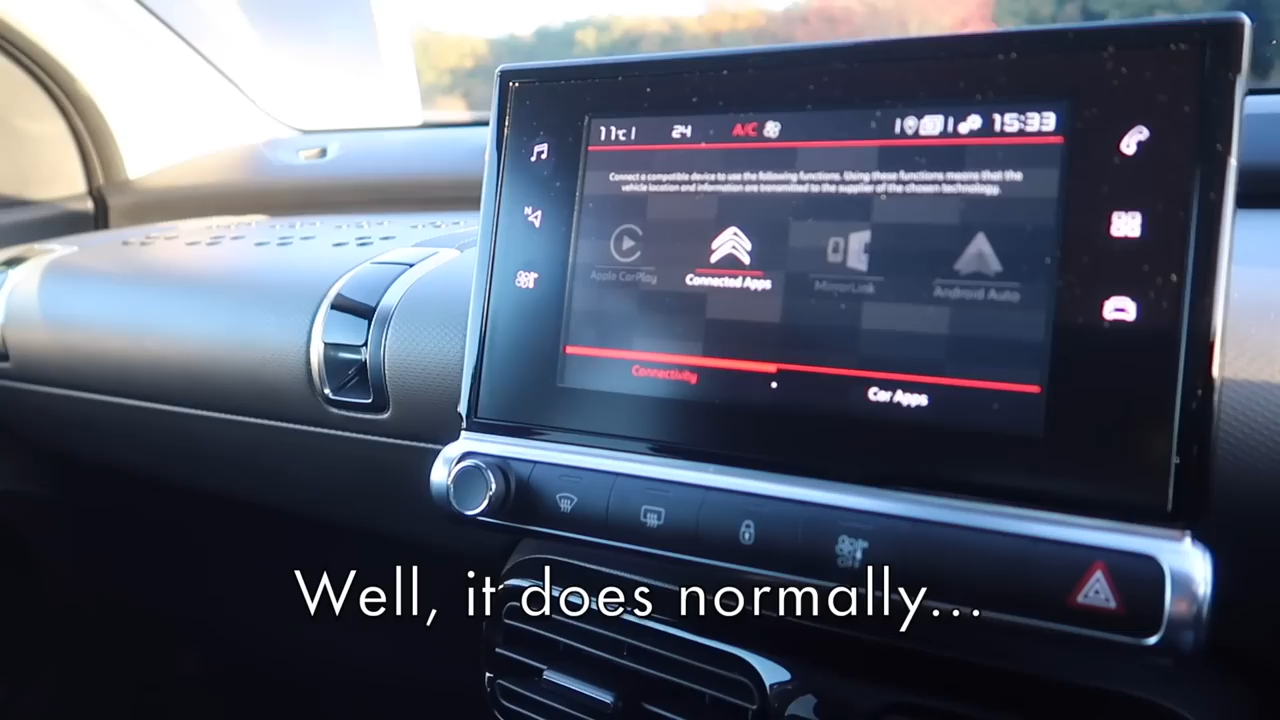 11℃ 24 A/C 15:33
Connect a compatible device to use the following functions. Using these functions means that the
vehicle location and information are transmitted to the supplier of the chosen technology.
Apple CarPlay Connected Apps MirrorLink Android Auto
Connectivity Car Apps
N
OFF
Well, it does normally...